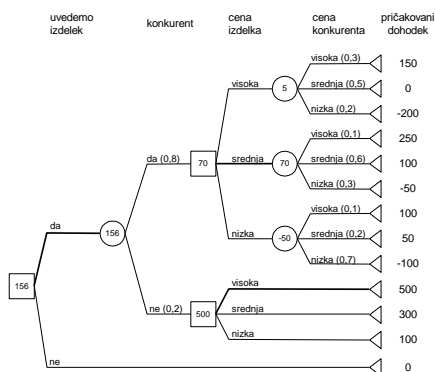 uvedemo izdelek
konkurent
cena izdelka
cena konkurenta
pričakovani dohodek
visoka (0,3) 150
visoka 5 srednja (0,5) 0
nizka (0,2) -200
visoka (0,1) 250
da (0,8) 70 srednja 70 srednja (0,6) 100
nizka (0,3) -50
visoka (0,1) 100
da 156 nizka -50 srednja (0,2) 50
nizka (0,7) -100
156 visoka 500
ne (0,2) 500 srednja 300
nizka 100
ne 0